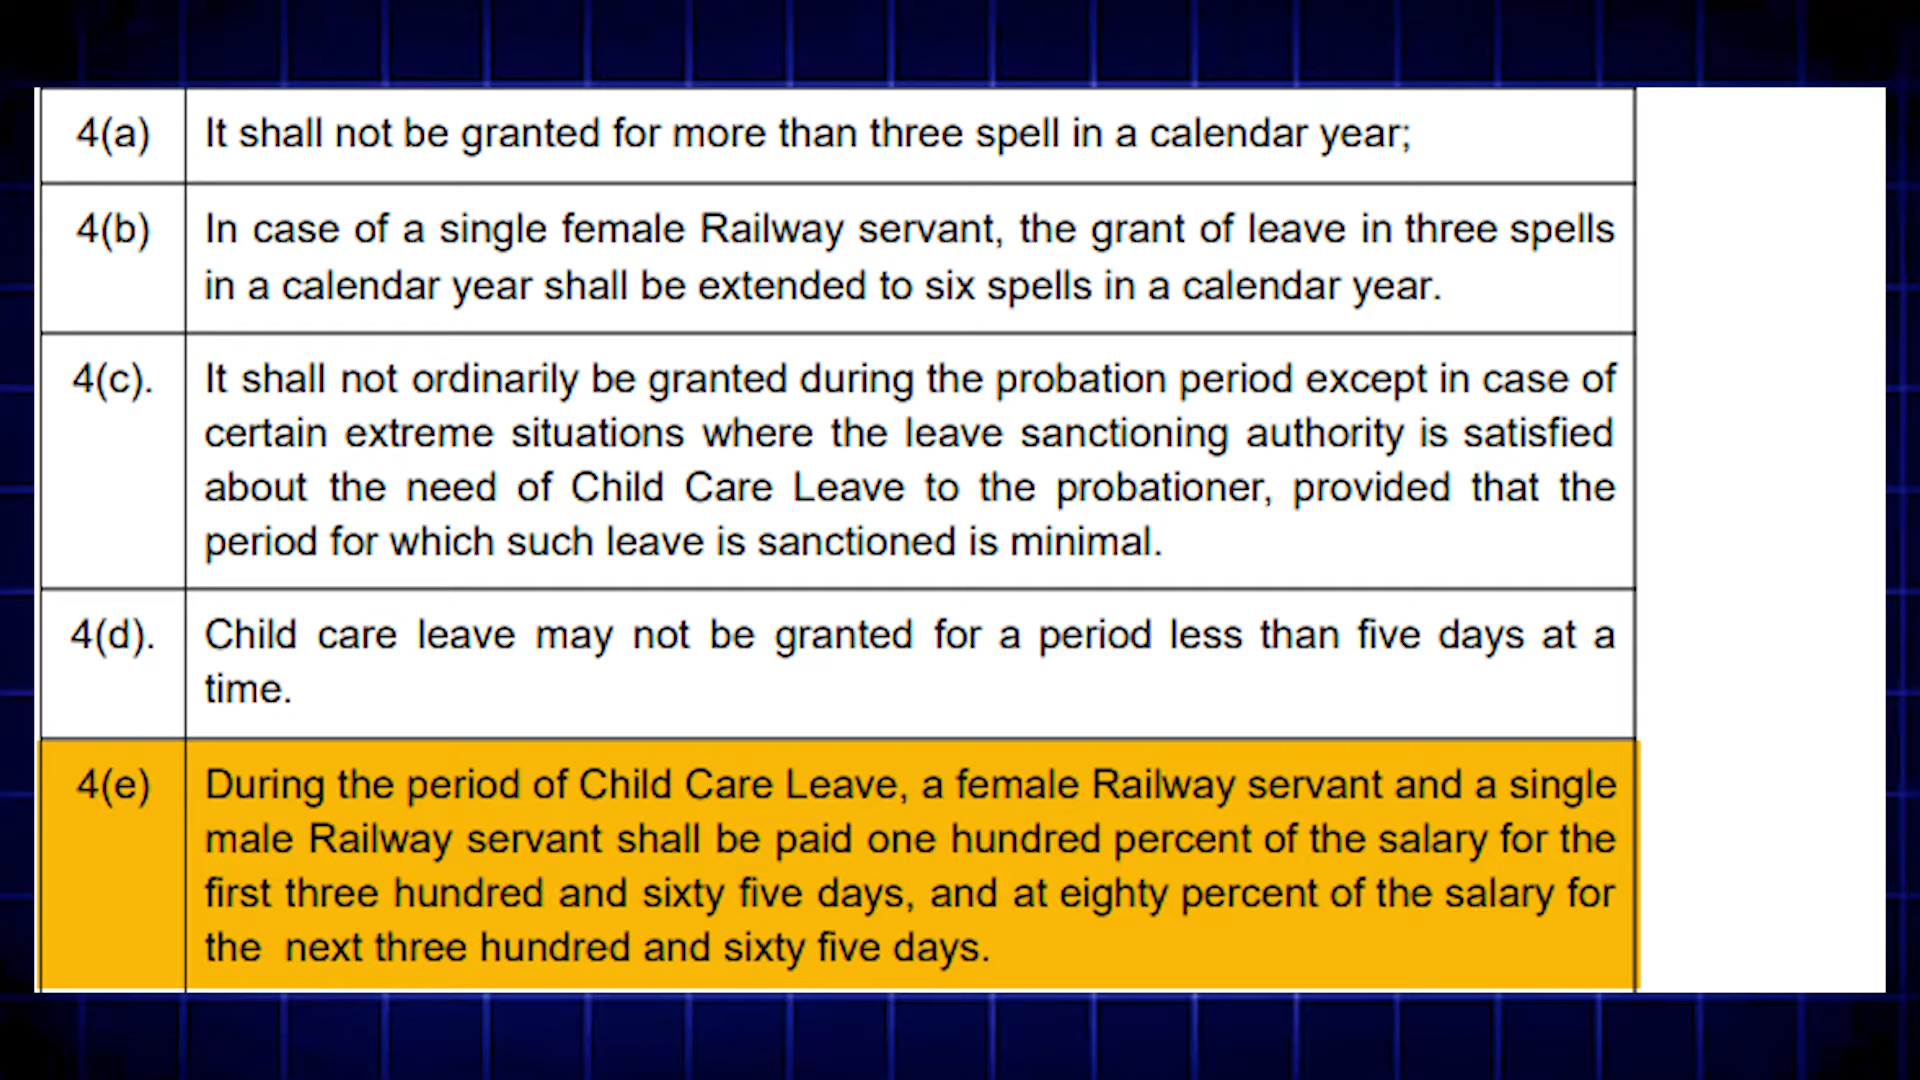 4(a) It shall not be granted for more than three spell in a calendar year;
4(b) In case of a single female Railway servant, the grant of leave in three spells
in a calendar year shall be extended to six spells in a calendar year.
4(c). It shall not ordinarily be granted during the probation period except in case of
certain extreme situations where the leave sanctioning authority is satisfied
about the need of Child Care Leave to the probationer, provided that the
period for which such leave is sanctioned is minimal.
4(d). Child care leave may not be granted for a period less than five days at a
time.
4(e) During the period of Child Care Leave, a female Railway servant and a single
male Railway servant shall be paid one hundred percent of the salary for the
first three hundred and sixty five days, and at eighty percent of the salary for
the next three hundred and sixty five days.